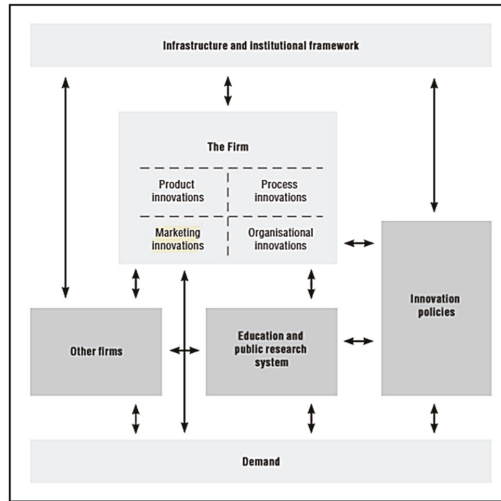 Infrastructure and institutional framework
The Firm
Product
innovations
Process
innovations
Marketing
innovations
Organisational
innovations
Innovation
policies
Other firms
Education and
public research
system
Demand